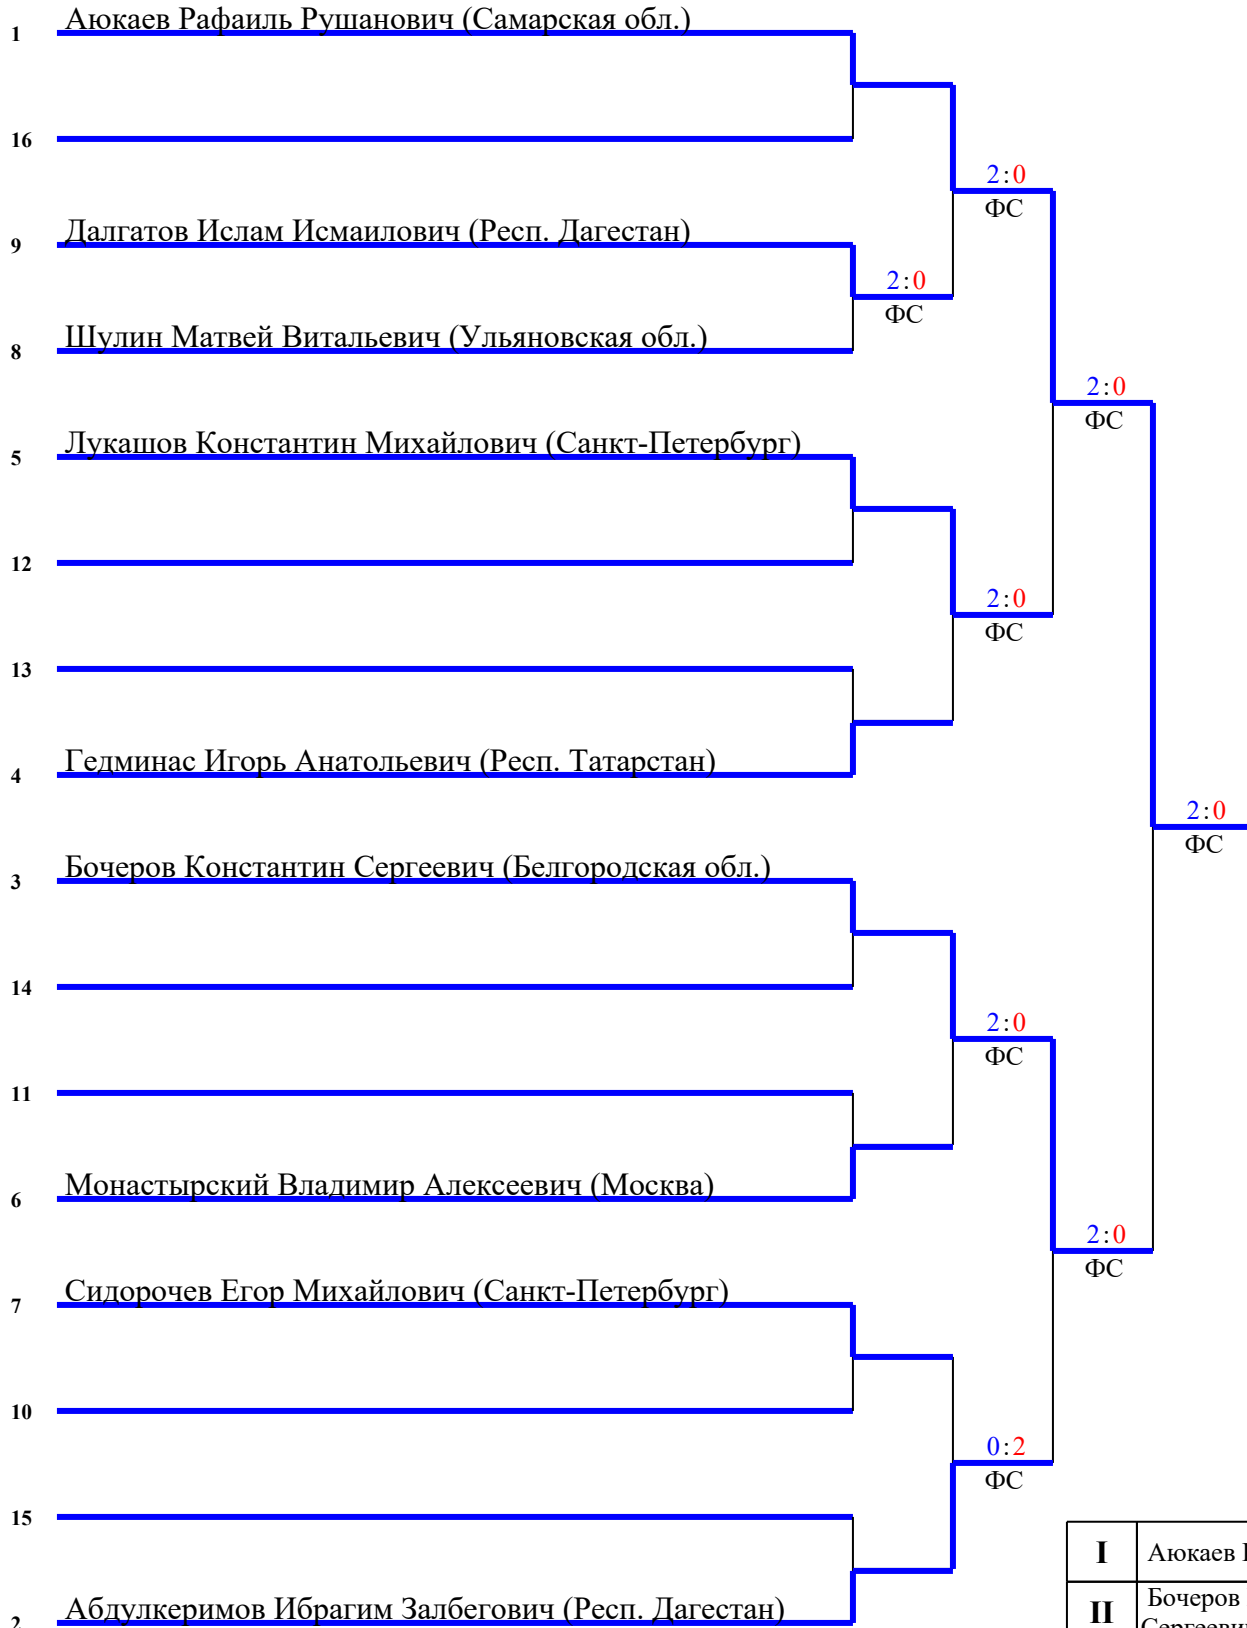 1 Аюкаев Рафаиль Рушанович (Самарская обл.)
16
2:0
ФС
9 Далгатов Ислам Исмаилович (Респ. Дагестан)
2:0
ФС
8 Шулин Матвей Витальевич (Ульяновская обл.)
2:0
ФС
5 Лукашов Константин Михайлович (Санкт-Петербург)
12
2:0
ФС
13
4 Гедминас Игорь Анатольевич (Респ. Татарстан)
2:0
ФС
3 Бочеров Константин Сергеевич (Белгородская обл.)
14
2:0
ФС
11
6 Монастырский Владимир Алексеевич (Москва)
2:0
ФС
7 Сидорочев Егор Михайлович (Санкт-Петербург)
10
0:2
ФС
15
I Аюкаев
2 Абдулкеримов Ибрагим Залбегович (Респ. Дагестан)
II Бочеров